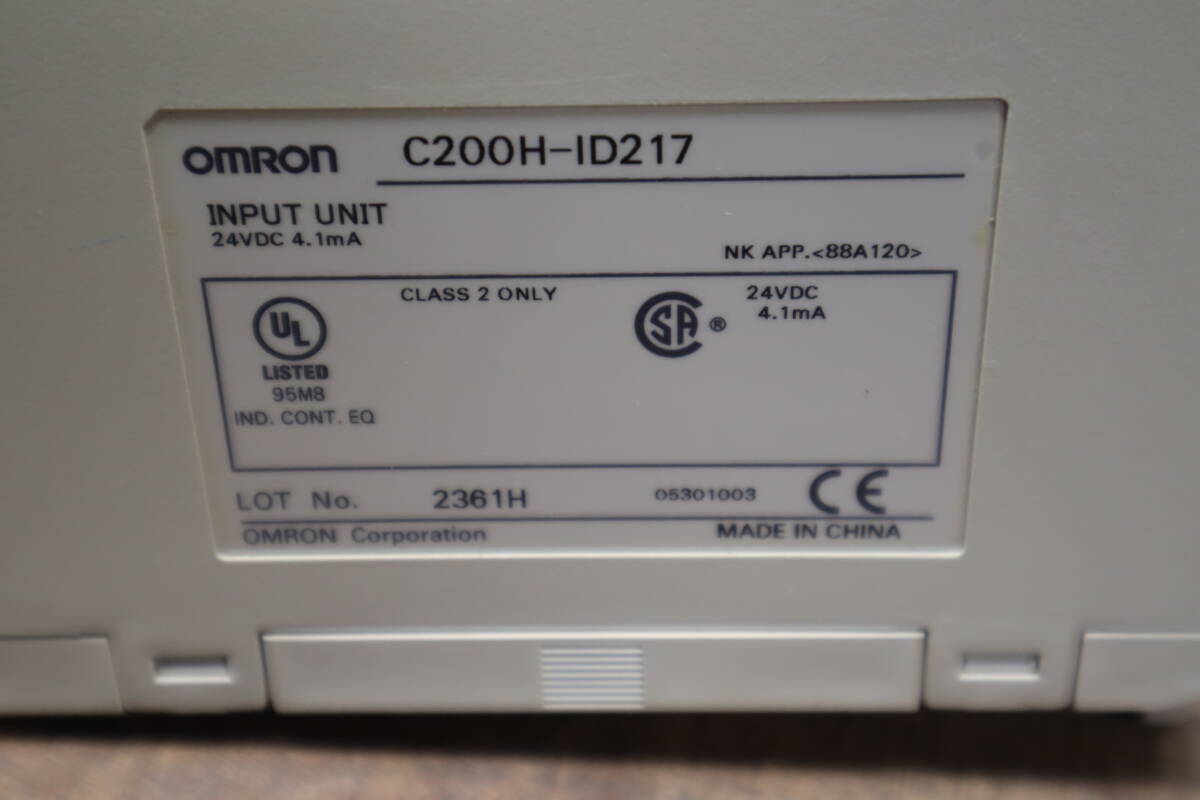 OMRON C200H-ID217
INPUT UNIT
24VDC 4.1mA
NK APP.<88A120>
CLASS 2 ONLY
UL
LISTED
95M8
IND. CONT. EQ
SA ®
24VDC
4.1mA
LOT No. 2361H 05301003 CE
OMRON Corporation MADE IN CHINA